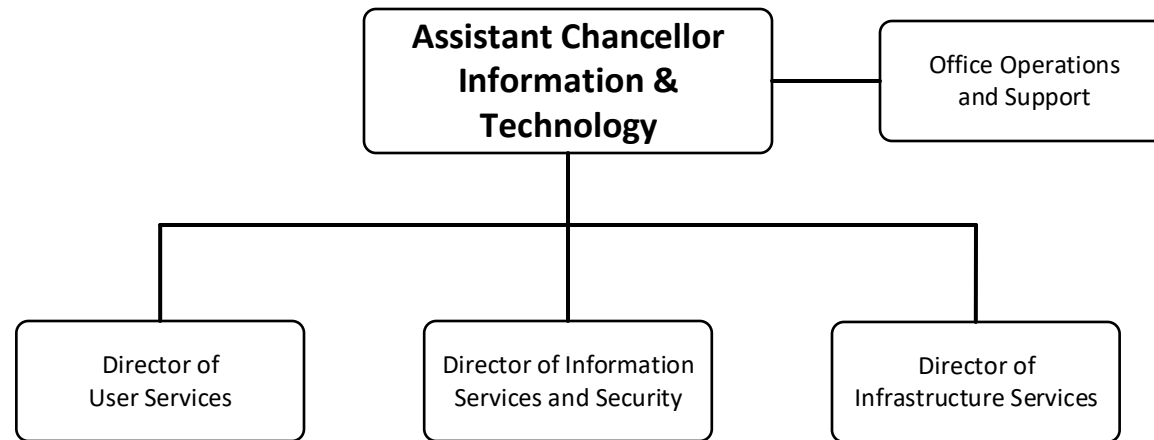 Assistant Chancellor
Information &
Technology
Office Operations
and Support
Director of
User Services
Director of Information
Services and Security
Director of
Infrastructure Services